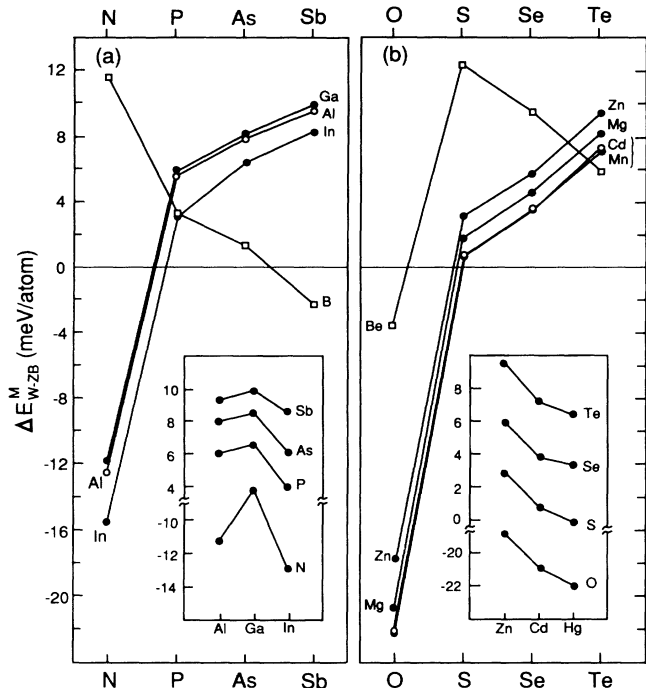 N P As Sb
O S Se Te
(a)
(b)
ΔE^M_W-ZB (meV/atom)
12
8
4
0
-4
-8
-12
-16
-20
Ga
Al
In
B
Al
In
10
8
6
4
-10
-12
-14
Sb
As
P
N
Al Ga In
Zn
Mg
Cd
Mn
Be
Zn
Mg
8
6
4
2
0
-20
-22
Te
Se
S
O
Zn Cd Hg
N P As Sb
O S Se Te